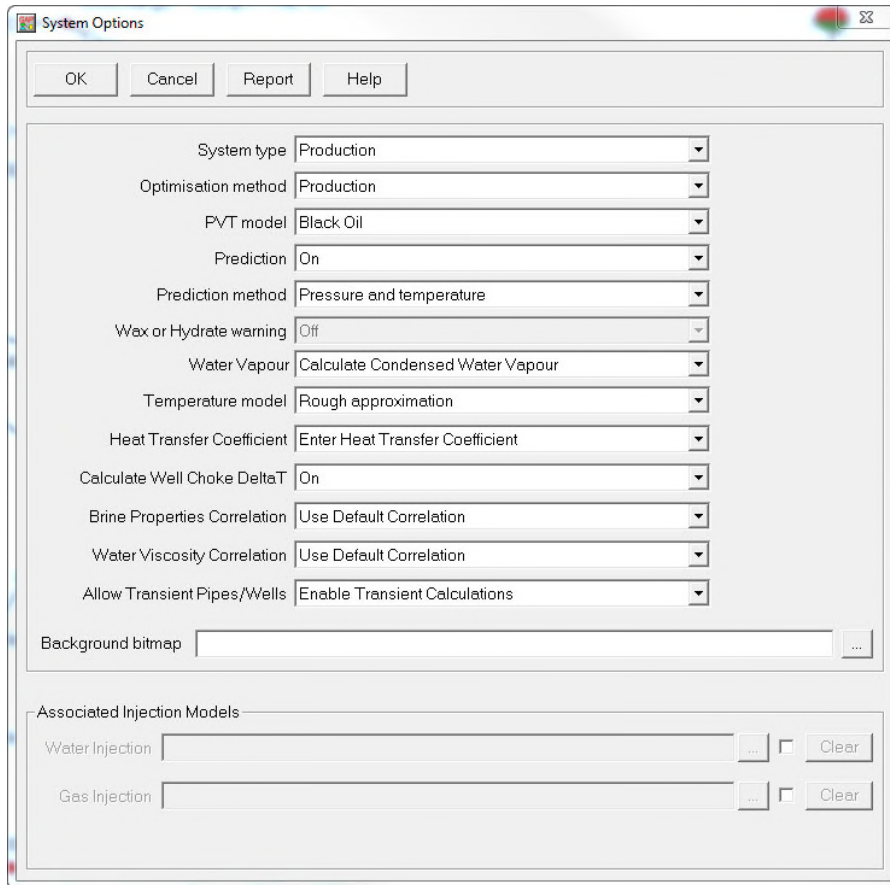 System Options
OK Cancel Report Help
System type Production
Optimisation method Production
PVT model Black Oil
Prediction On
Prediction method Pressure and temperature
Wax or Hydrate warning Off
Water Vapour Calculate Condensed Water Vapour
Temperature model Rough approximation
Heat Transfer Coefficient Enter Heat Transfer Coefficient
Calculate Well Choke DeltaT On
Brine Properties Correlation Use Default Correlation
Water Viscosity Correlation Use Default Correlation
Allow Transient Pipes/Wells Enable Transient Calculations
Background bitmap ...
Associated Injection Models
Water Injection ... Clear
Gas Injection ... Clear